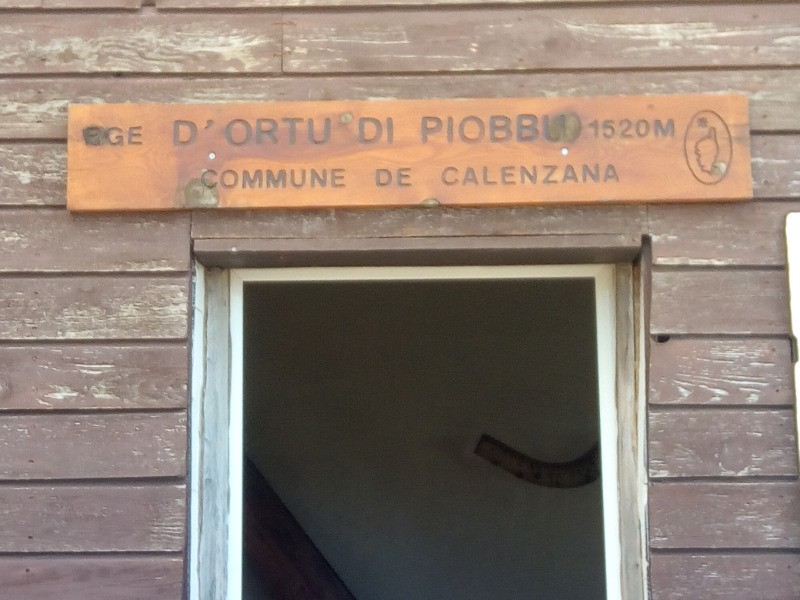 RGE D'ORTU DI PIOBBU 1520M
COMMUNE DE CALENZANA